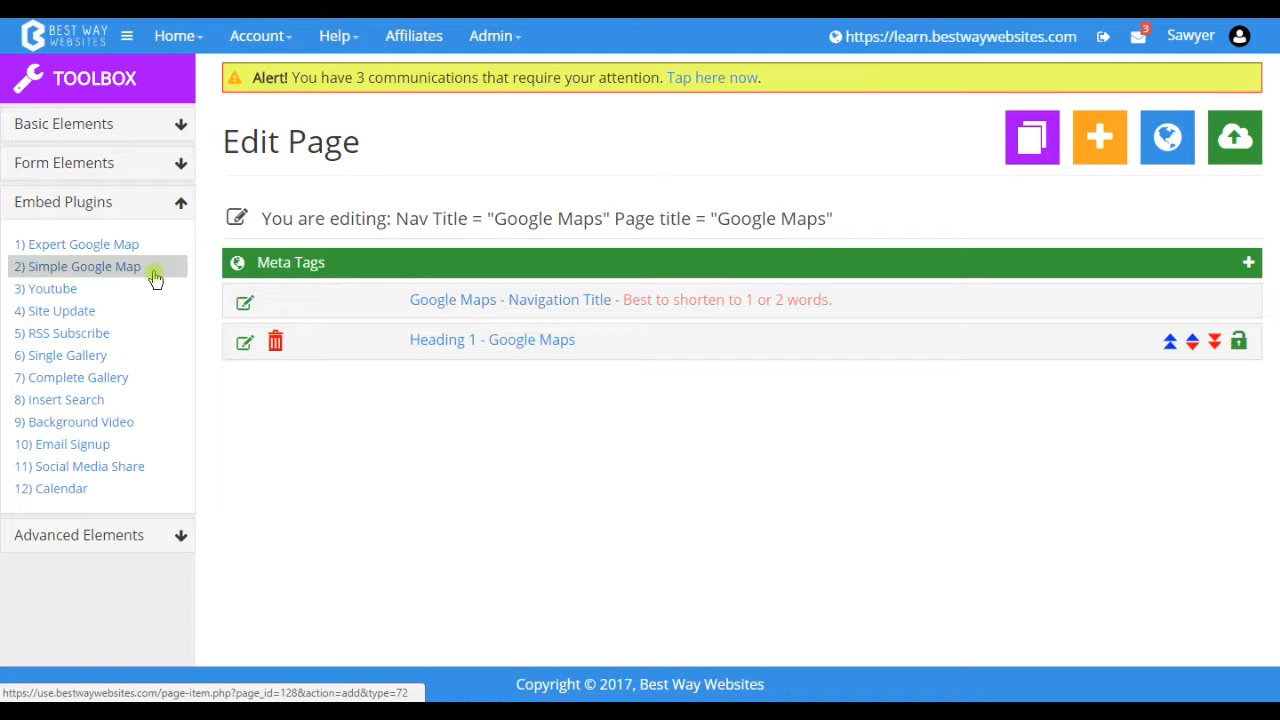 BEST WAY
WEBSITES
Home
Account
Help
Affiliates
Admin
https://learn.bestwaywebsites.com
3
Sawyer
TOOLBOX
Alert! You have 3 communications that require your attention. Tap here now.
Basic Elements
Form Elements
Embed Plugins
1) Expert Google Map
2) Simple Google Map
3) Youtube
4) Site Update
5) RSS Subscribe
6) Single Gallery
7) Complete Gallery
8) Insert Search
9) Background Video
10) Email Signup
11) Social Media Share
12) Calendar
Advanced Elements
Edit Page
You are editing: Nav Title = "Google Maps" Page title = "Google Maps"
Meta Tags
Google Maps - Navigation Title - Best to shorten to 1 or 2 words.
Heading 1 - Google Maps
Copyright © 2017, Best Way Websites
https://use.bestwaywebsites.com/page-item.php?page_id=128&action=add&type=72